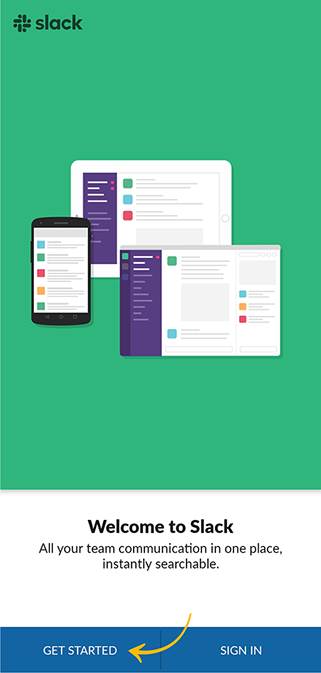 slack
Welcome to Slack
All your team communication in one place,
instantly searchable.
GET STARTED
SIGN IN